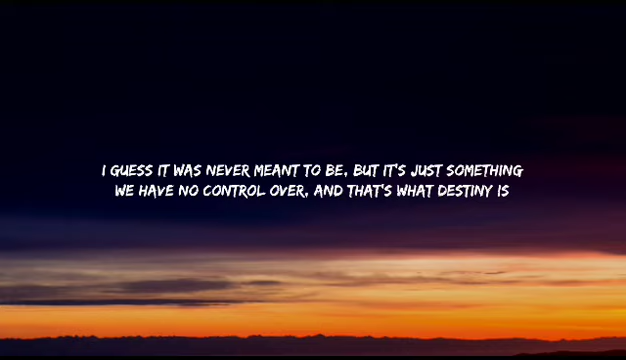 I GUESS IT WAS NEVER MEANT TO BE, BUT IT'S JUST SOMETHING
WE HAVE NO CONTROL OVER, AND THAT'S WHAT DESTINY IS